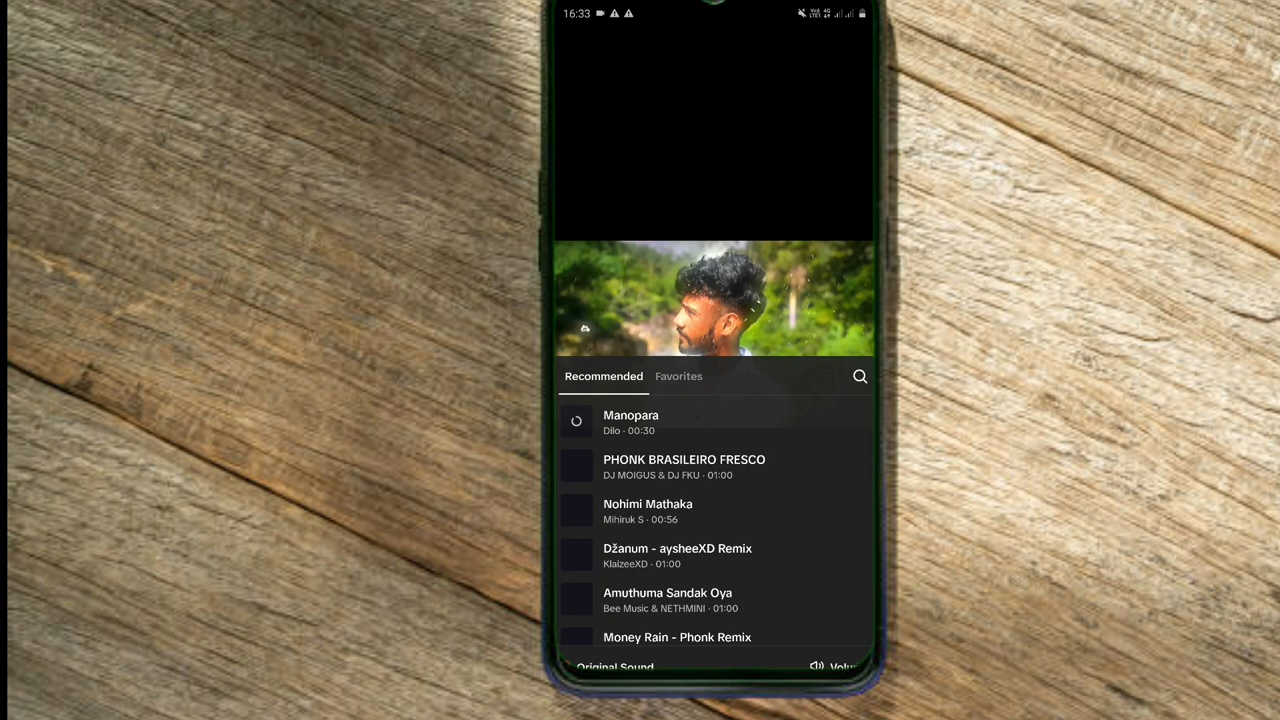 16:33
Recommended Favorites
Manopara
Dilo · 00:30
PHONK BRASILEIRO FRESCO
DJ MOIGUS & DJ FKU · 01:00
Nohimi Mathaka
Mihiruk S · 00:56
Džanum - aysheeXD Remix
KlaizeeXD · 01:00
Amuthuma Sandak Oya
Bee Music & NETHMINI · 01:00
Money Rain - Phonk Remix
Original Sound